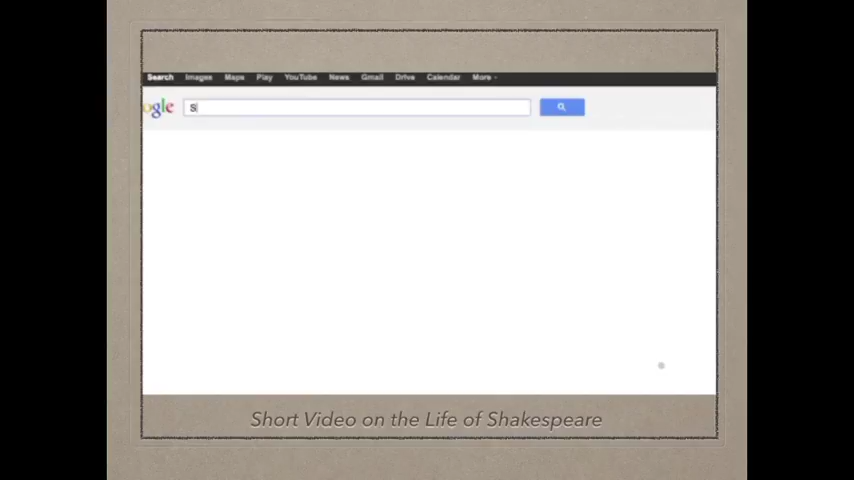 Search Images Maps Play YouTube News Gmail Drive Calendar More
ogle S
Short Video on the Life of Shakespeare